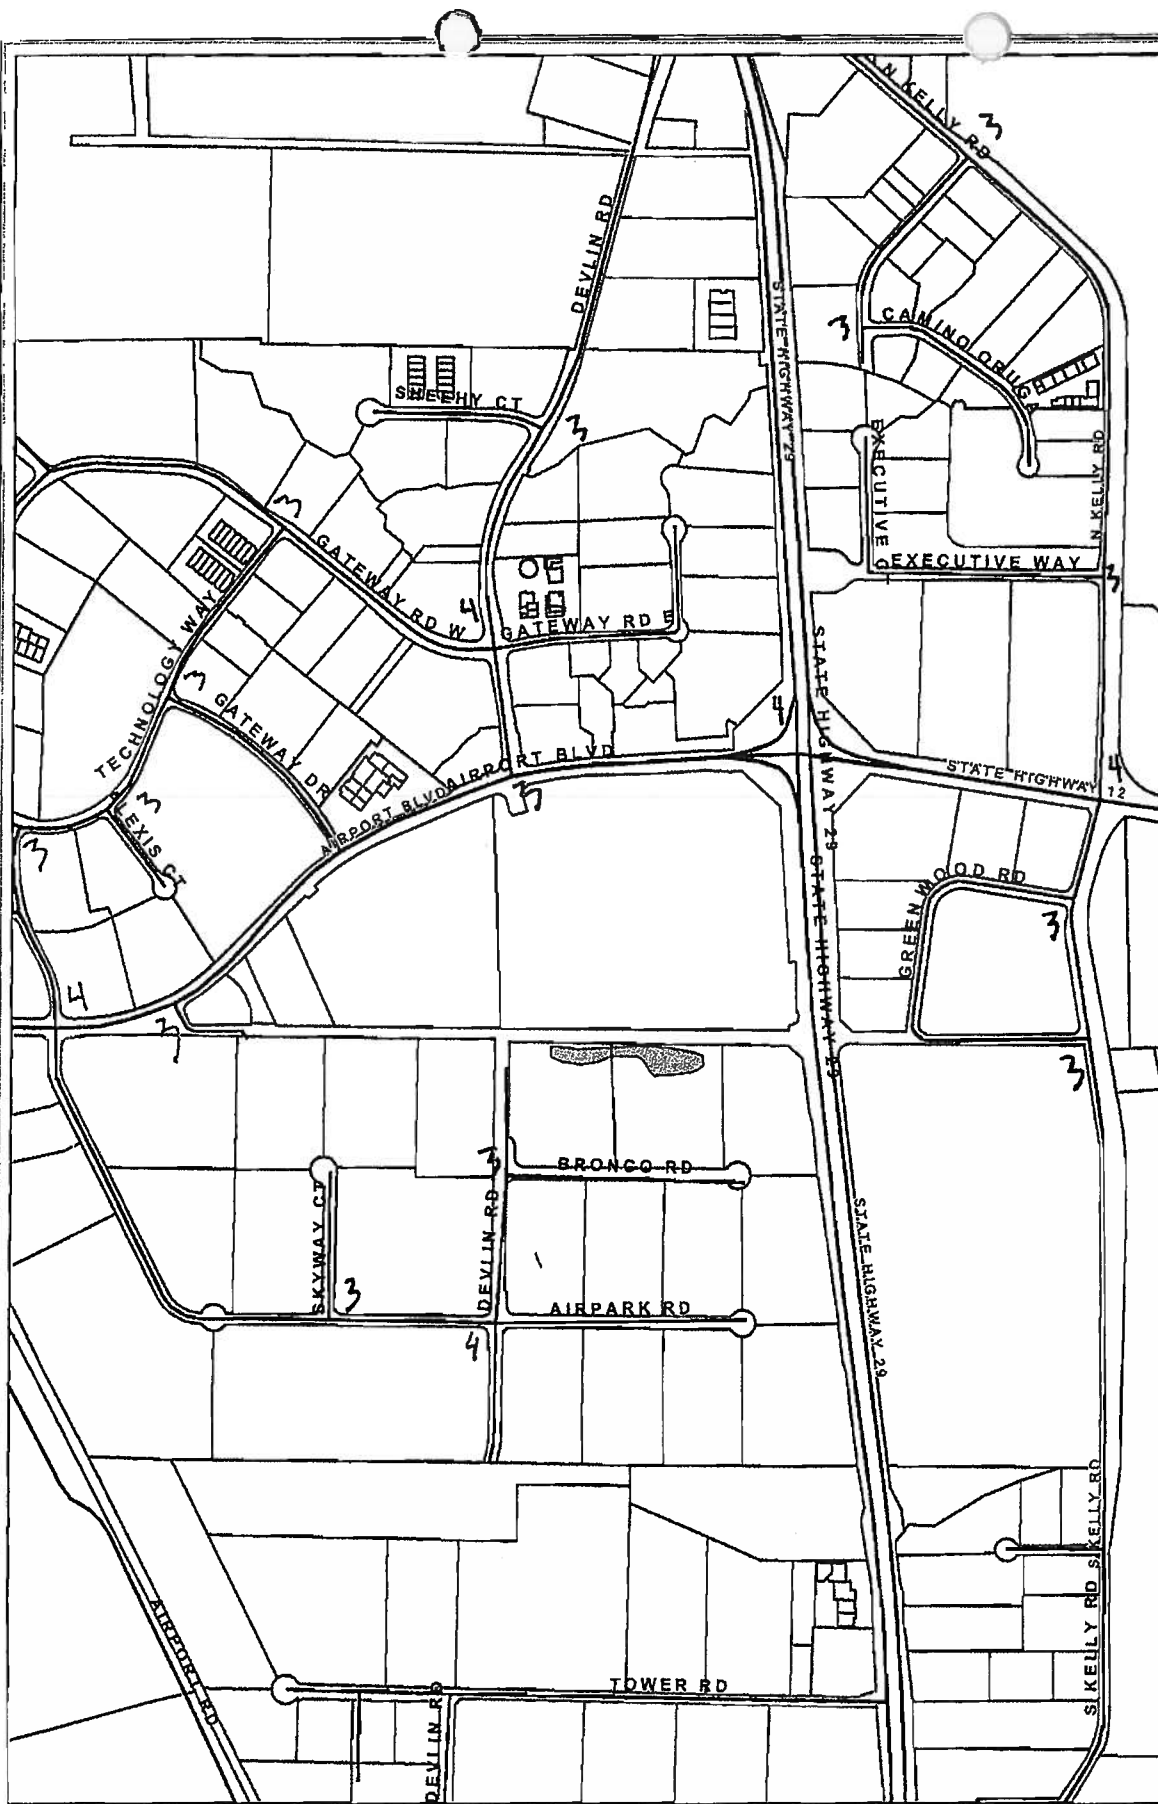 N KELLY RD
3
DEVLIN RD
STATE HIGHWAY 29
3
CAMINO ORUGA
SHEEHY CT
3
EXECUTIVE C
N KELLY RD
3
GATEWAY RD W
4
GATEWAY RD E
EXECUTIVE WAY
3
TECHNOLOGY WAY
3
GATEWAY DR
STATE HIGHWAY 29
4
AIRPORT BLVD
AIRPORT BLVD
3
STATE HIGHWAY 12
4
3
LEXIS CT
3
STATE HIGHWAY 29
GREENWOOD RD
3
4
3
3
3
BRONCO RD
SKYWAY CT
DEVLIN RD
3
AIRPARK RD
4
STATE HIGHWAY 29
S KELLY RD
S KELLY RD
AIRPORT RD
TOWER RD
DEVLIN RD